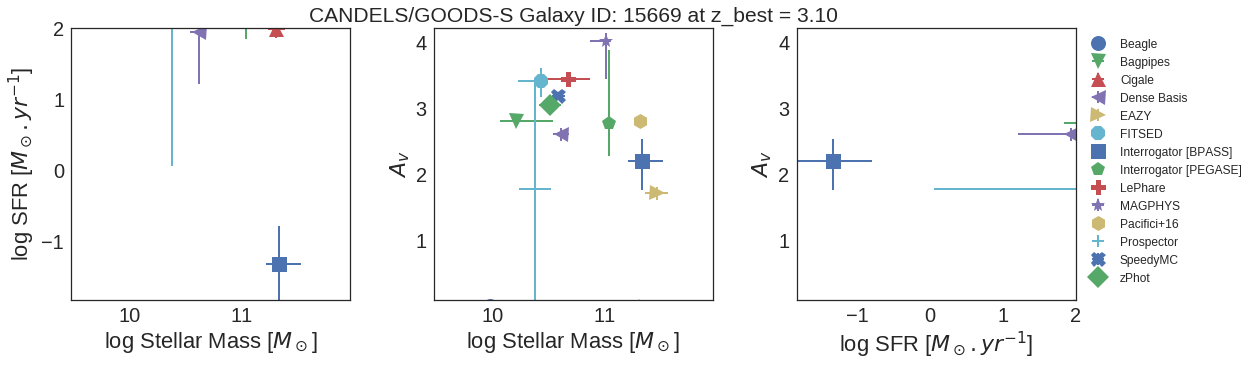 CANDELS/GOODS-S Galaxy ID: 15669 at z_best = 3.10
2
1
0
−1
log SFR [M⊙. yr⁻¹]
10
11
log Stellar Mass [M⊙]
4
3
2
1
Aᵥ
10
11
log Stellar Mass [M⊙]
4
3
2
1
Aᵥ
−1
0
1
2
log SFR [M⊙. yr⁻¹]
Beagle
Bagpipes
Cigale
Dense Basis
EAZY
FITSED
Interrogator [BPASS]
Interrogator [PEGASE]
LePhare
MAGPHYS
Pacifici+16
Prospector
SpeedyMC
zPhot